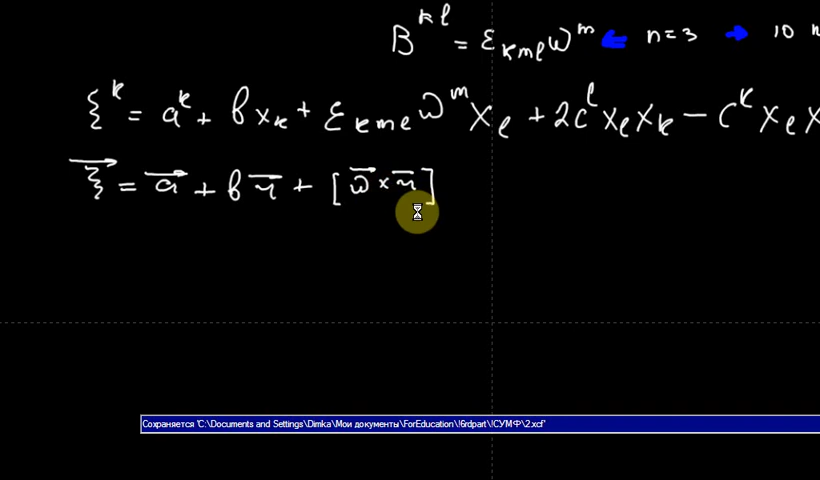 B^{kl} = ε_{kml} ω^m ← n=3 → 10
ξ^k = a^k + b x_k + ε_{kml} ω^m x_l + 2c^l x_l x_k − c^k x_l x
ξ⃗ = a⃗ + b r⃗ + [ω⃗ × r⃗]
Сохраняется 'C:\Documents and Settings\Dimka\Мои документы\ForEducation\!6rdpart\!СУМФ\2.xcf'